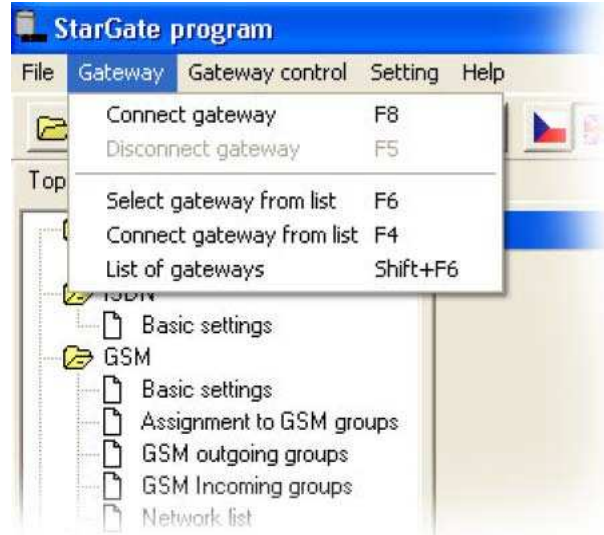 StarGate program
File Gateway Gateway control Setting Help
Connect gateway F8
Disconnect gateway F5
Top
Select gateway from list F6
Connect gateway from list F4
List of gateways Shift+F6
ISDN
Basic settings
GSM
Basic settings
Assignment to GSM groups
GSM outgoing groups
GSM Incoming groups
Network list